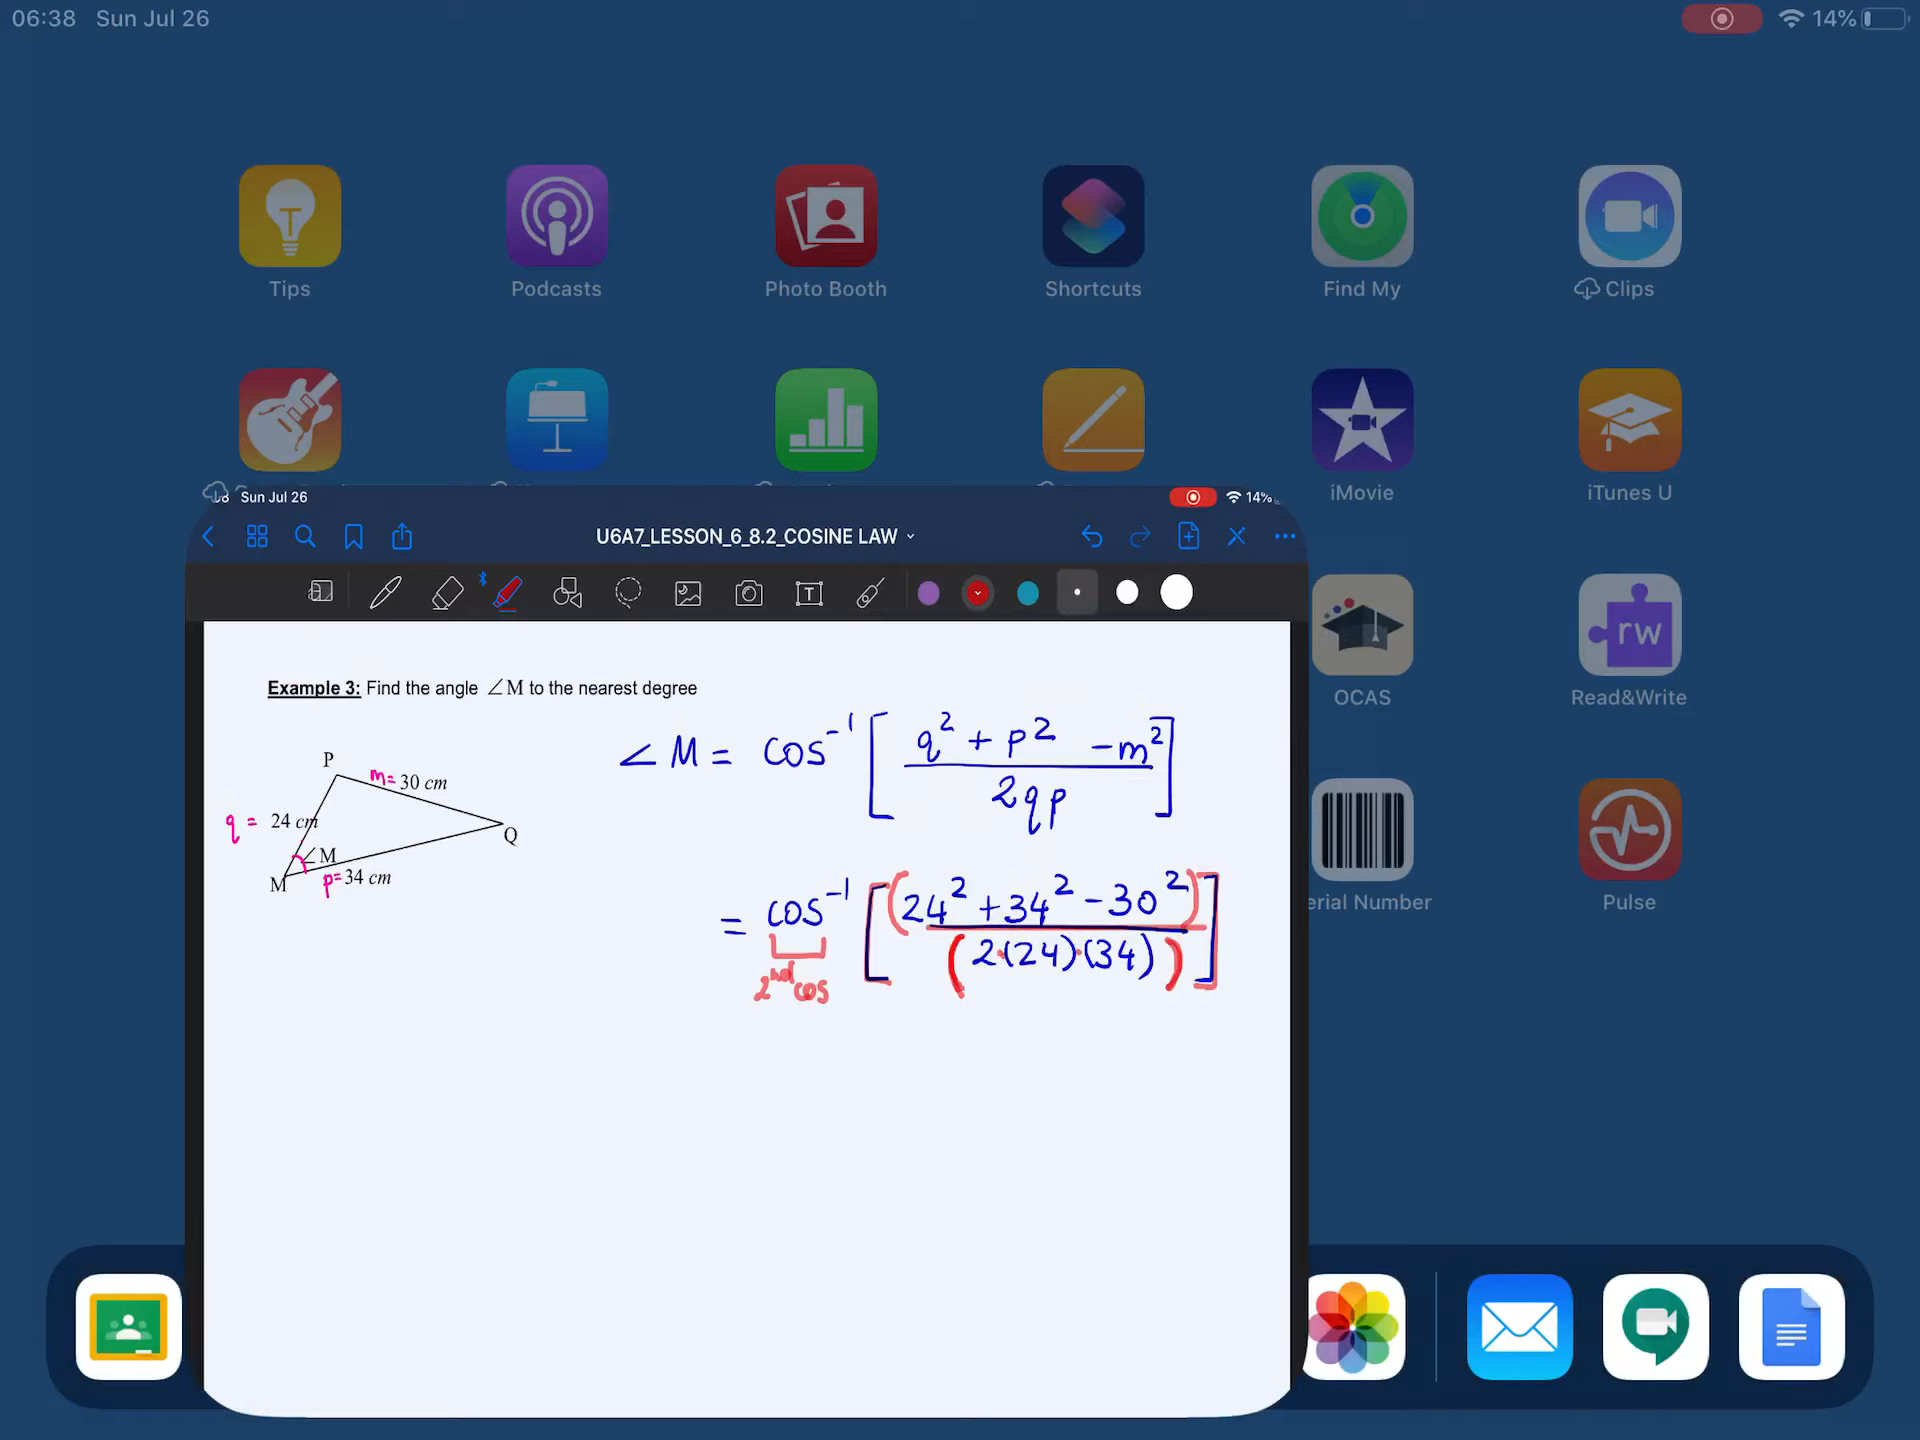 06:38 Sun Jul 26 14%
Tips Podcasts Photo Booth Shortcuts Find My Clips
iMovie iTunes U
OCAS Read&Write
rw
erial Number Pulse
Sun Jul 26 14%
U6A7_LESSON_6_8.2_COSINE LAW
T
Example 3: Find the angle ∠M to the nearest degree
P
m= 30 cm
q = 24 cm
Q
∠M
M
p= 34 cm
∠ M = cos⁻¹ [ (q² + p² - m²) / 2qp ]
= cos⁻¹ [ (24² + 34² - 30²) / (2·(24)·(34)) ]
2nd cos